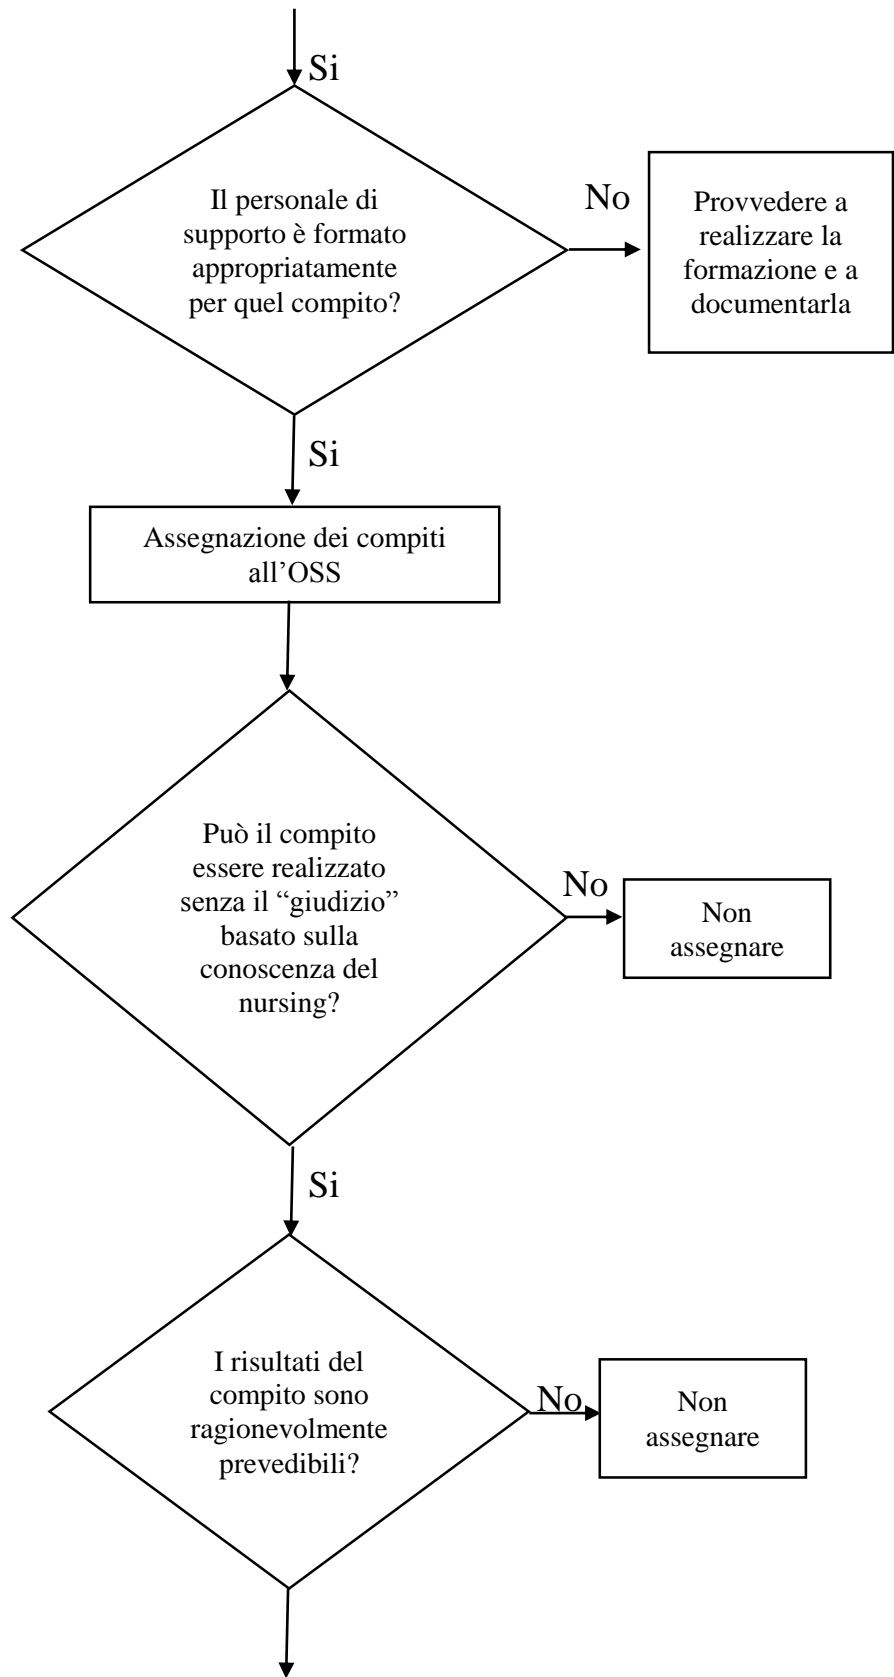 Si
Il personale di
supporto è formato
appropriatamente
per quel compito?
No
Provvedere a
realizzare la
formazione e a
documentarla
Si
Assegnazione dei compiti
all’OSS
Può il compito
essere realizzato
senza il “giudizio”
basato sulla
conoscenza del
nursing?
No
Non
assegnare
Si
I risultati del
compito sono
ragionevolmente
prevedibili?
No
Non
assegnare